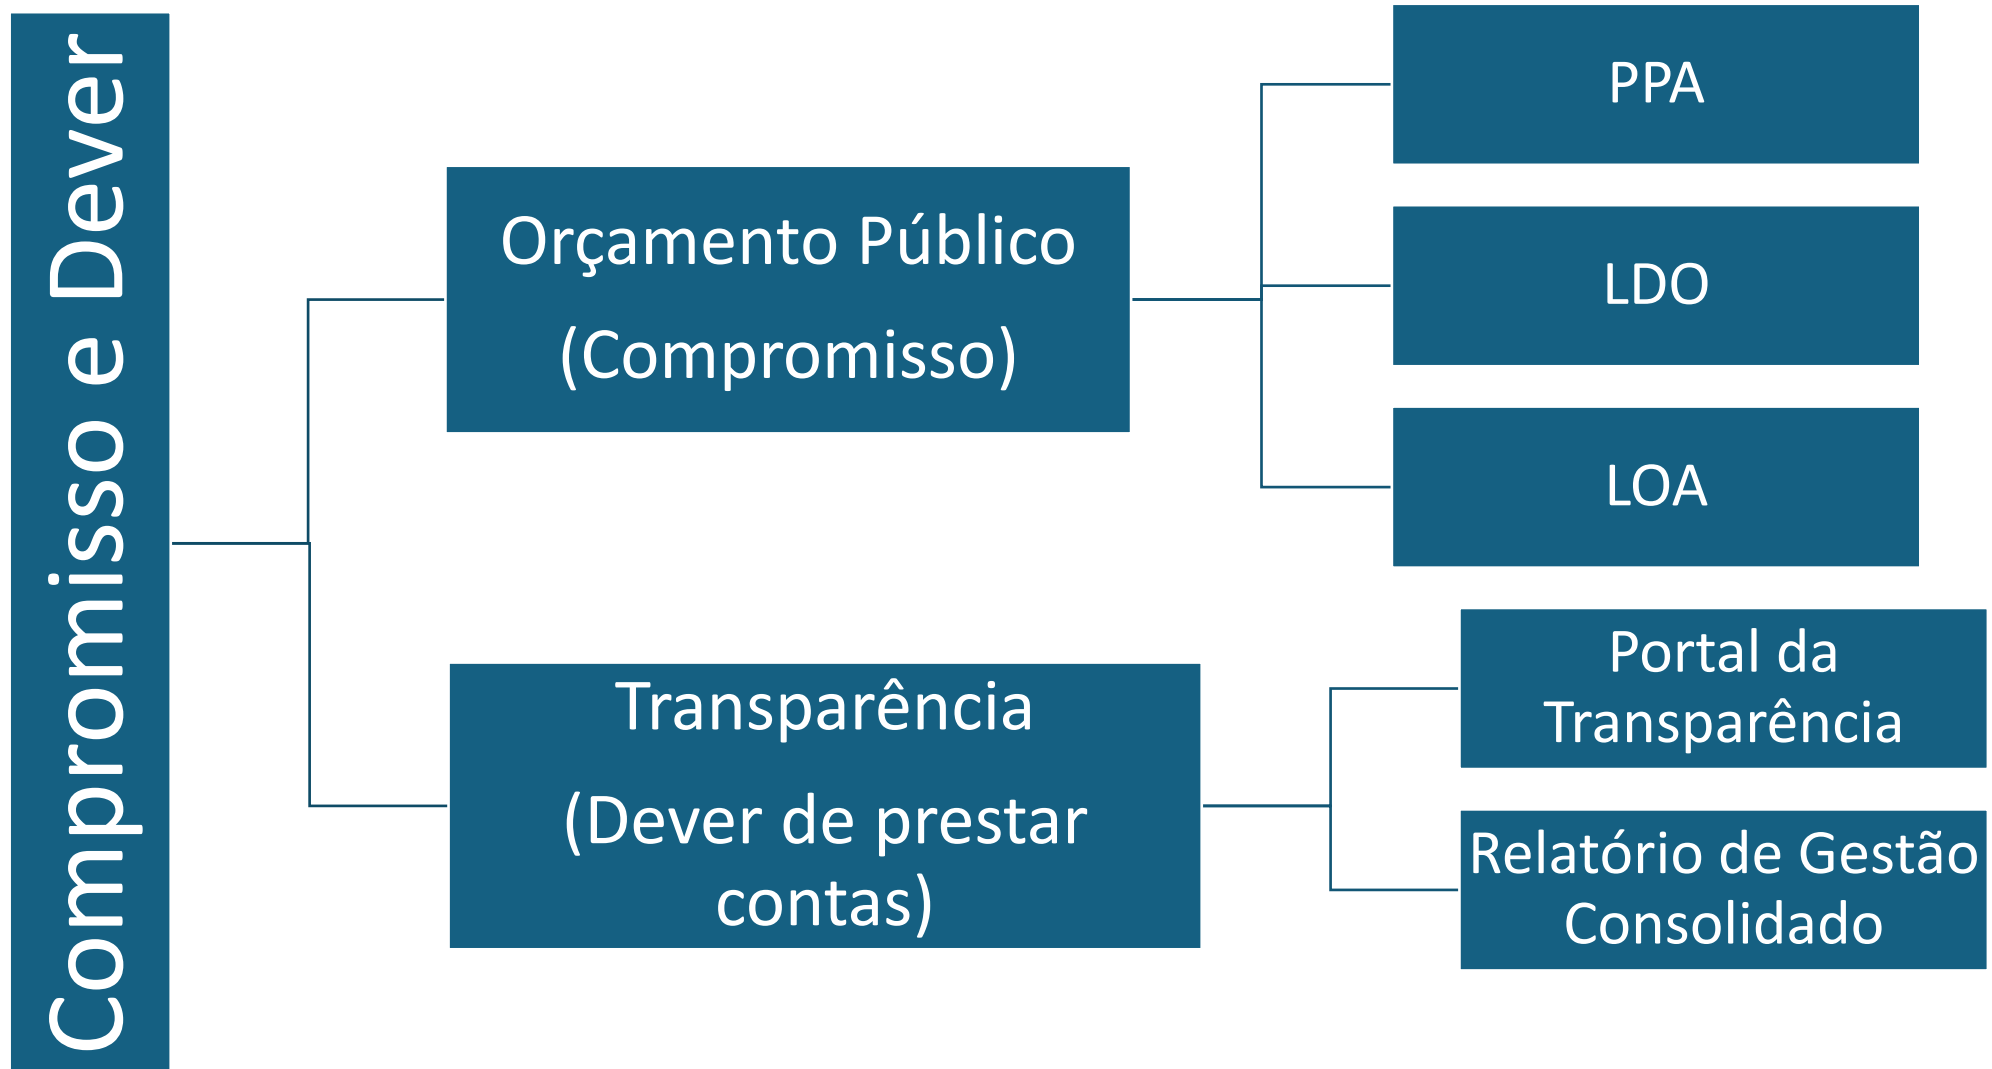 Compromisso e Dever
Orçamento Público
(Compromisso)
PPA
LDO
LOA
Transparência
(Dever de prestar
contas)
Portal da
Transparência
Relatório de Gestão
Consolidado